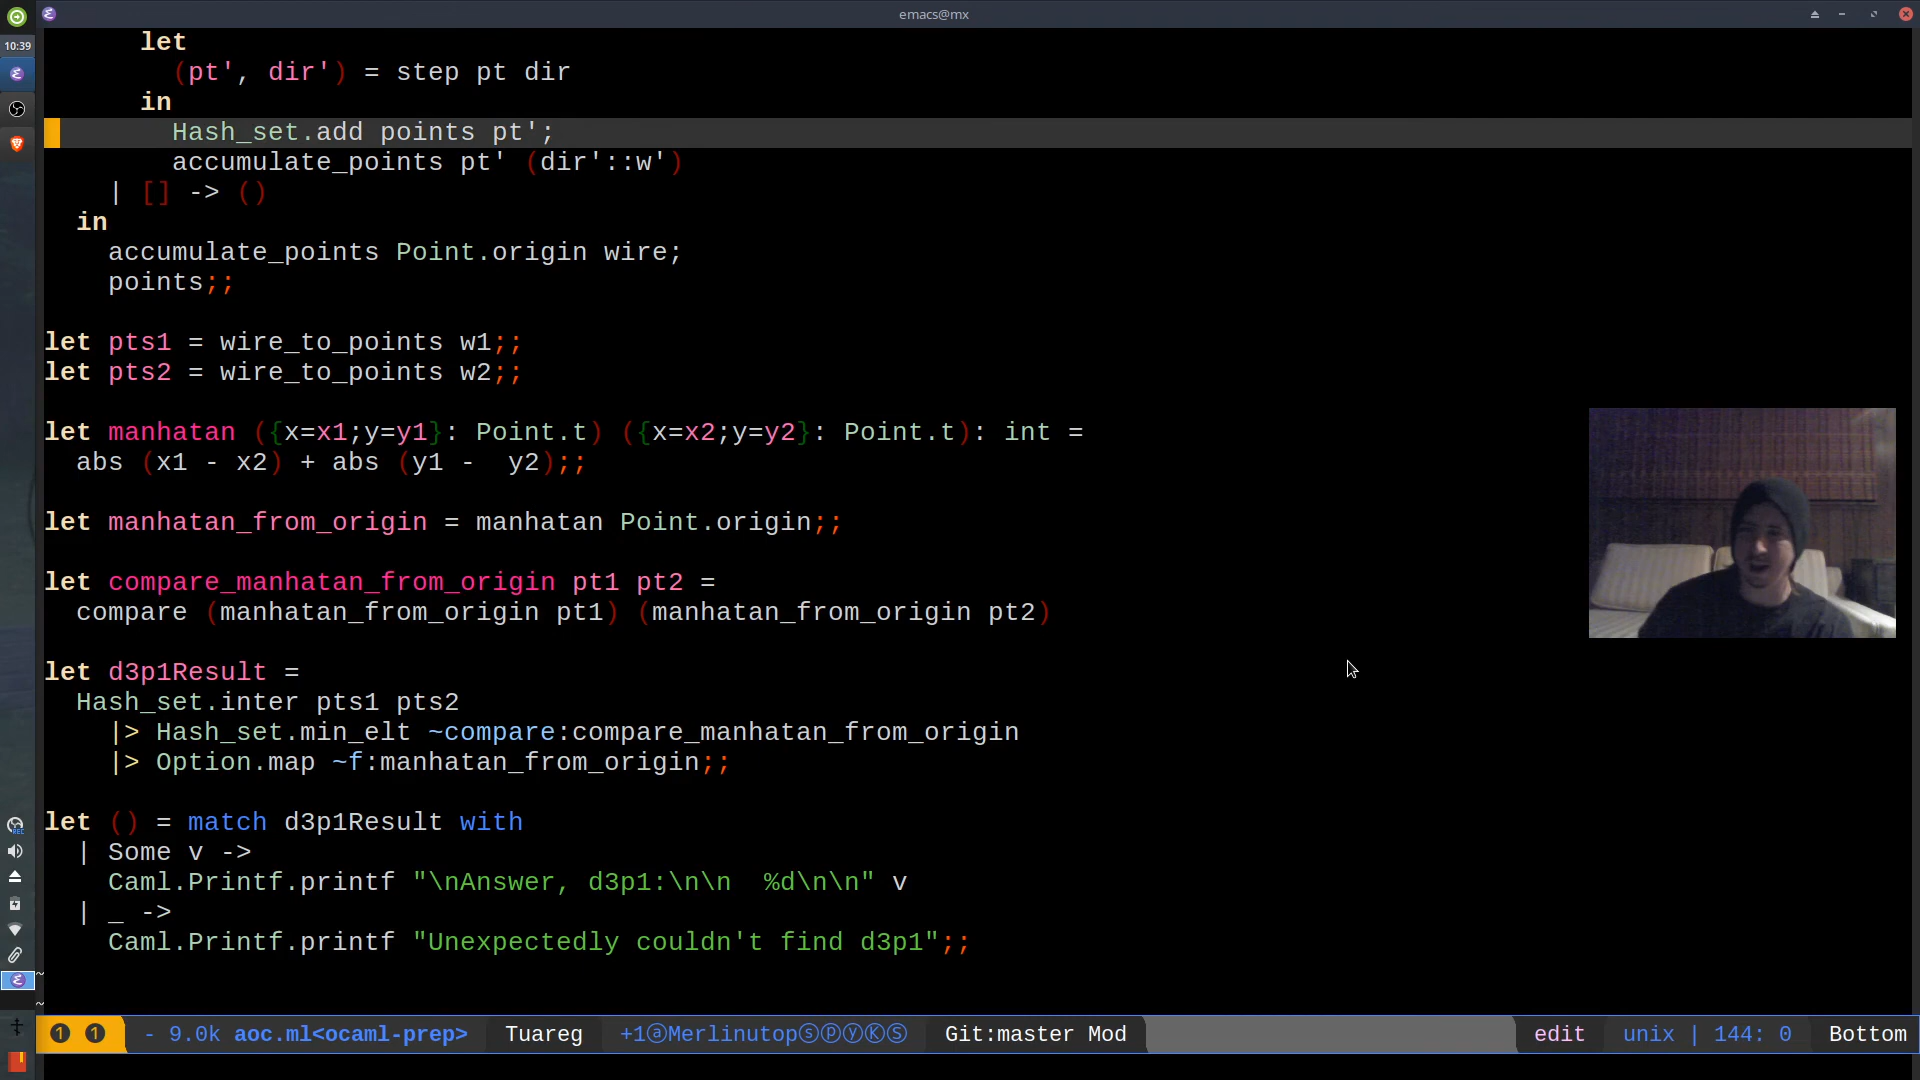 emacs@mx
10:39
let
(pt', dir') = step pt dir
in
Hash_set.add points pt';
accumulate_points pt' (dir'::w')
| [] -> ()
in
accumulate_points Point.origin wire;
points;;
let pts1 = wire_to_points w1;;
let pts2 = wire_to_points w2;;
let manhatan ({x=x1;y=y1}: Point.t) ({x=x2;y=y2}: Point.t): int =
abs (x1 - x2) + abs (y1 -  y2);;
let manhatan_from_origin = manhatan Point.origin;;
let compare_manhatan_from_origin pt1 pt2 =
compare (manhatan_from_origin pt1) (manhatan_from_origin pt2)
let d3p1Result =
Hash_set.inter pts1 pts2
|> Hash_set.min_elt ~compare:compare_manhatan_from_origin
|> Option.map ~f:manhatan_from_origin;;
let () = match d3p1Result with
| Some v ->
Caml.Printf.printf "\nAnswer, d3p1:\n\n  %d\n\n" v
| _ ->
Caml.Printf.printf "Unexpectedly couldn't find d3p1";;
~
~
❶ ❶ - 9.0k aoc.ml<ocaml-prep> Tuareg +1ⓐMerlinutopⓢⓟⓨⓀⓈ Git:master Mod edit unix | 144: 0 Bottom